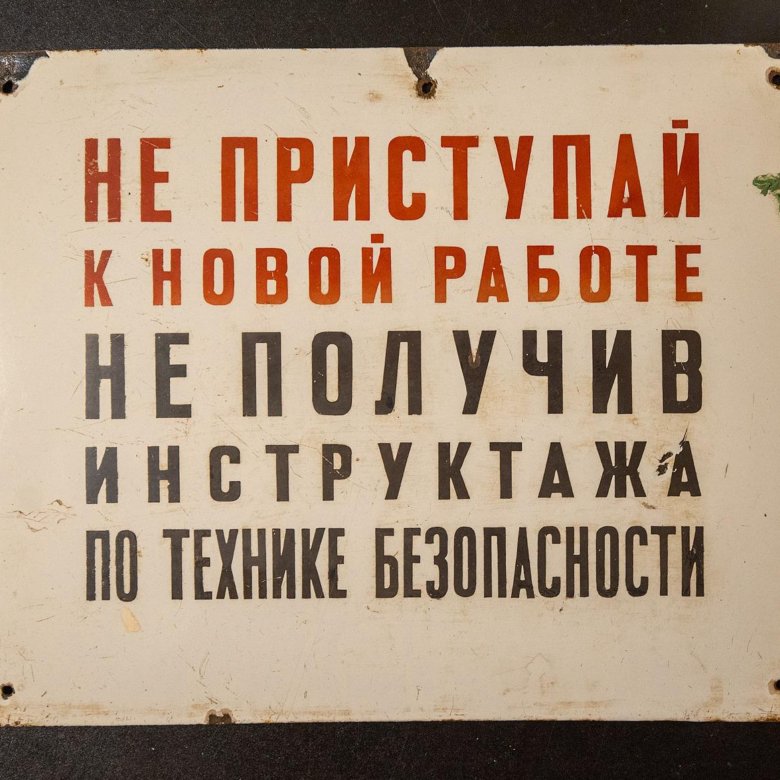 НЕ ПРИСТУПАЙ
К НОВОЙ РАБОТЕ
НЕ ПОЛУЧИВ
ИНСТРУКТАЖА
ПО ТЕХНИКЕ БЕЗОПАСНОСТИ